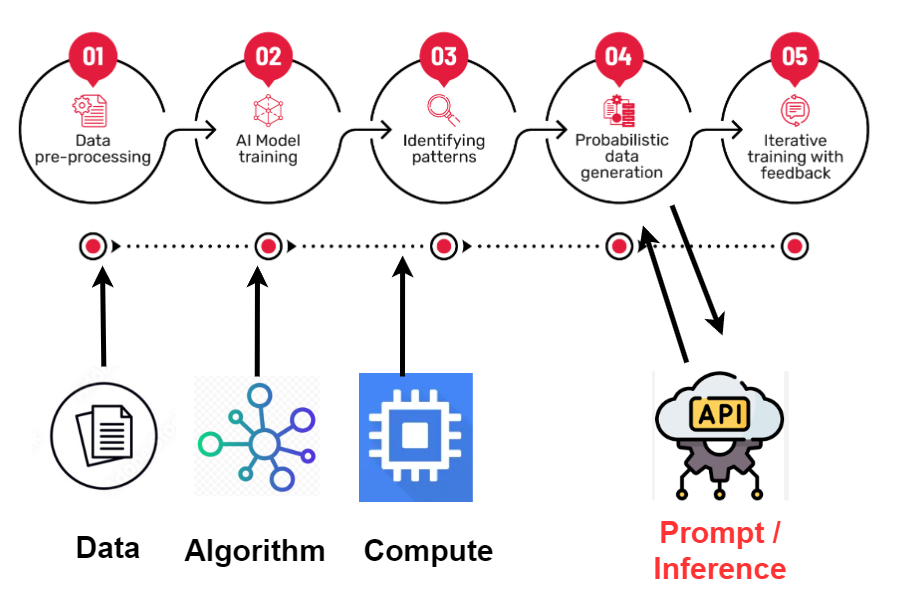 01
02
03
04
05
Data
pre-processing
AI Model
training
Identifying
patterns
Probabilistic
data
generation
Iterative
training with
feedback
API
Data
Algorithm
Compute
Prompt /
Inference